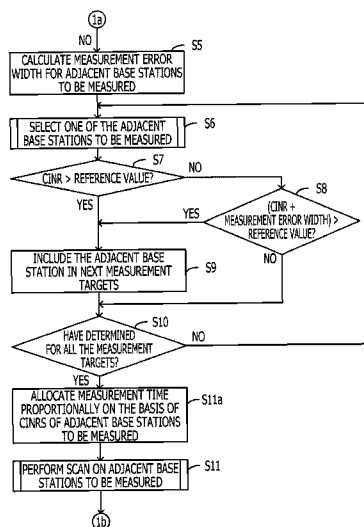 1a
NO
S5
CALCULATE MEASUREMENT ERROR
WIDTH FOR ADJACENT BASE STATIONS
TO BE MEASURED
S6
SELECT ONE OF THE ADJACENT
BASE STATIONS TO BE MEASURED
S7
CINR > REFERENCE VALUE?
NO
YES
S8
(CINR +
MEASUREMENT ERROR WIDTH) >
REFERENCE VALUE?
YES
NO
S9
INCLUDE THE ADJACENT BASE
STATION IN NEXT MEASUREMENT
TARGETS
S10
HAVE DETERMINED
FOR ALL THE MEASUREMENT
TARGETS?
NO
YES
S11a
ALLOCATE MEASUREMENT TIME
PROPORTIONALLY ON THE BASIS OF
CINRS OF ADJACENT BASE STATIONS
TO BE MEASURED
S11
PERFORM SCAN ON ADJACENT BASE
STATIONS TO BE MEASURED
1b